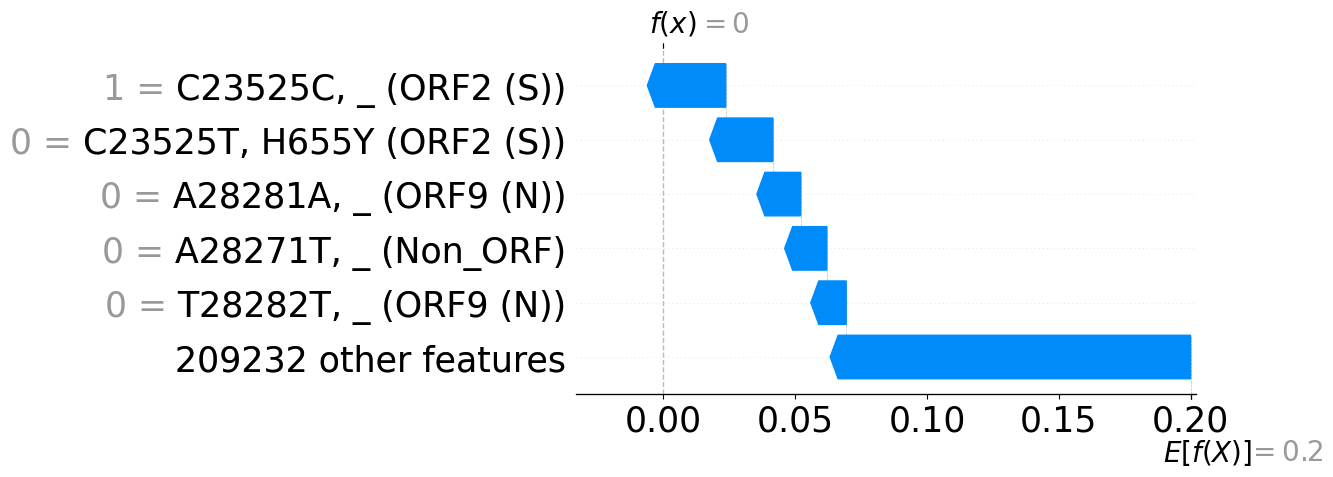 f(x) = 0
1 = C23525C, _ (ORF2 (S))
0 = C23525T, H655Y (ORF2 (S))
0 = A28281A, _ (ORF9 (N))
0 = A28271T, _ (Non_ORF)
0 = T28282T, _ (ORF9 (N))
209232 other features
0.00 0.05 0.10 0.15 0.20
E[f(X)] = 0.2